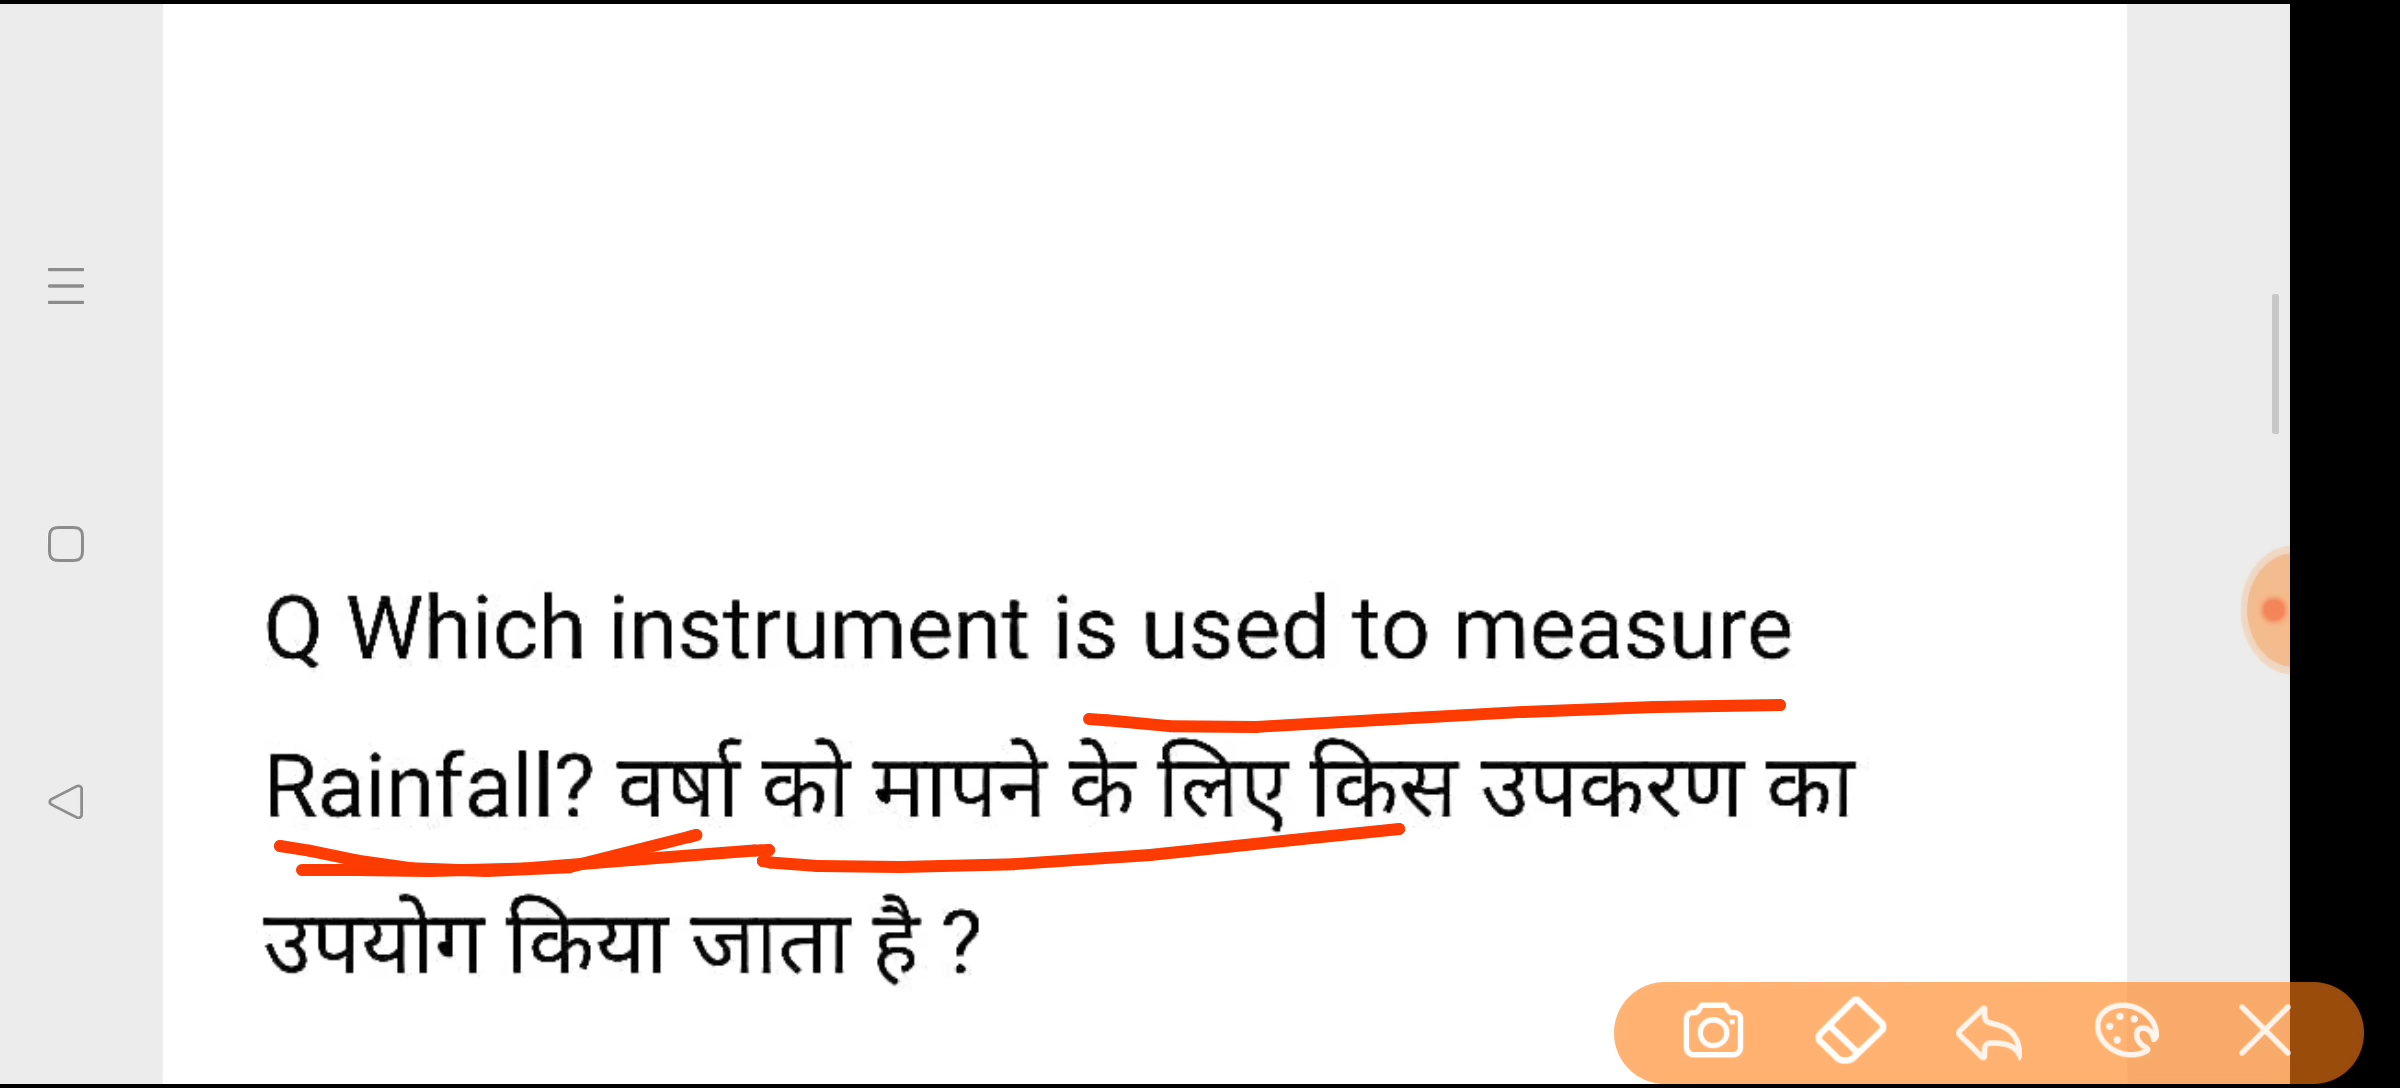 Q Which instrument is used to measure
Rainfall? वर्षा को मापने के लिए किस उपकरण का
उपयोग किया जाता है ?